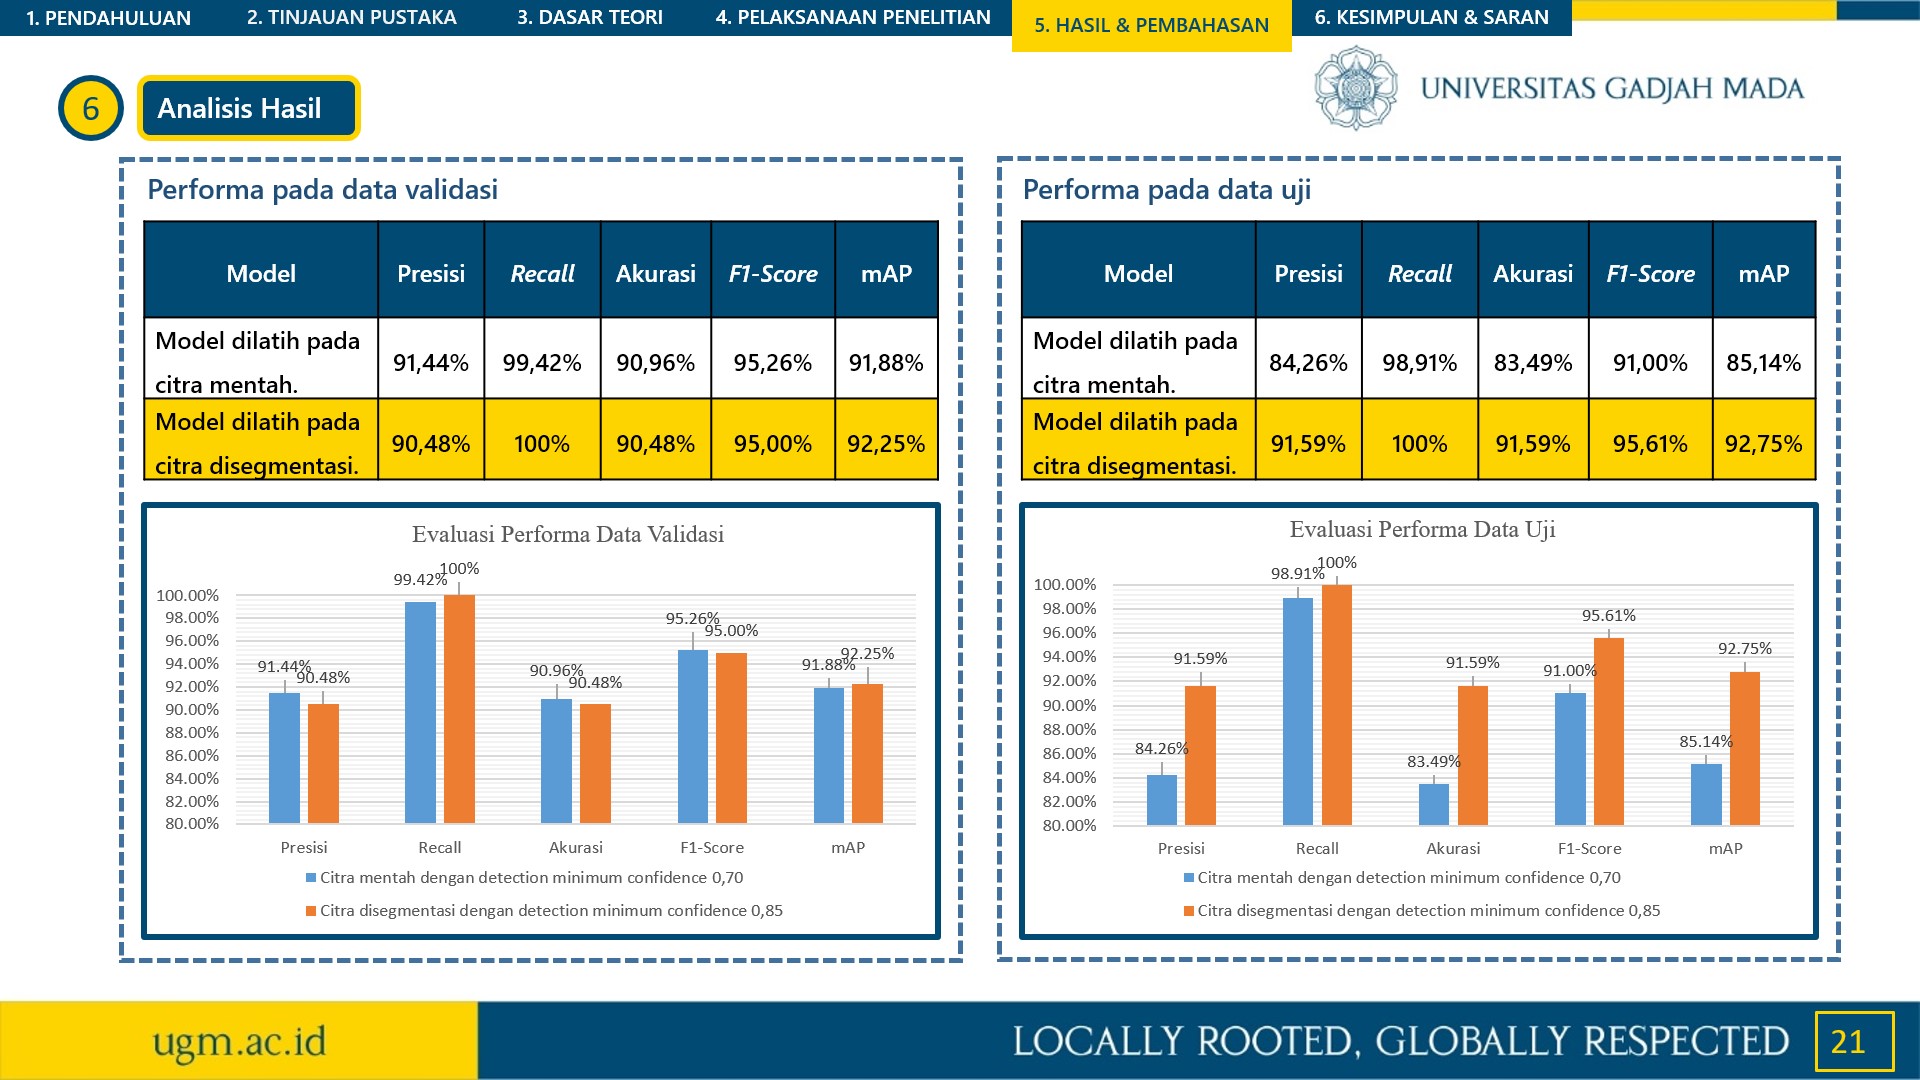 1. PENDAHULUAN
2. TINJAUAN PUSTAKA
3. DASAR TEORI
4. PELAKSANAAN PENELITIAN
5. HASIL & PEMBAHASAN
6. KESIMPULAN & SARAN
UNIVERSITAS GADJAH MADA
6
Analisis Hasil
Performa pada data validasi
Model Presisi Recall Akurasi F1-Score mAP
Model dilatih pada
citra mentah.
91,44% 99,42% 90,96% 95,26% 91,88%
Model dilatih pada
citra disegmentasi.
90,48% 100% 90,48% 95,00% 92,25%
Evaluasi Performa Data Validasi
100.00%
98.00%
96.00%
94.00%
92.00%
90.00%
88.00%
86.00%
84.00%
82.00%
80.00%
91.44%
90.48%
99.42%
100%
90.96%
90.48%
95.26%
95.00%
91.88%
92.25%
Presisi Recall Akurasi F1-Score mAP
Citra mentah dengan detection minimum confidence 0,70
Citra disegmentasi dengan detection minimum confidence 0,85
Performa pada data uji
Model Presisi Recall Akurasi F1-Score mAP
Model dilatih pada
citra mentah.
84,26% 98,91% 83,49% 91,00% 85,14%
Model dilatih pada
citra disegmentasi.
91,59% 100% 91,59% 95,61% 92,75%
Evaluasi Performa Data Uji
100.00%
98.00%
96.00%
94.00%
92.00%
90.00%
88.00%
86.00%
84.00%
82.00%
80.00%
84.26%
91.59%
98.91%
100%
83.49%
91.59%
91.00%
95.61%
85.14%
92.75%
Presisi Recall Akurasi F1-Score mAP
Citra mentah dengan detection minimum confidence 0,70
Citra disegmentasi dengan detection minimum confidence 0,85
ugm.ac.id
LOCALLY ROOTED, GLOBALLY RESPECTED
21